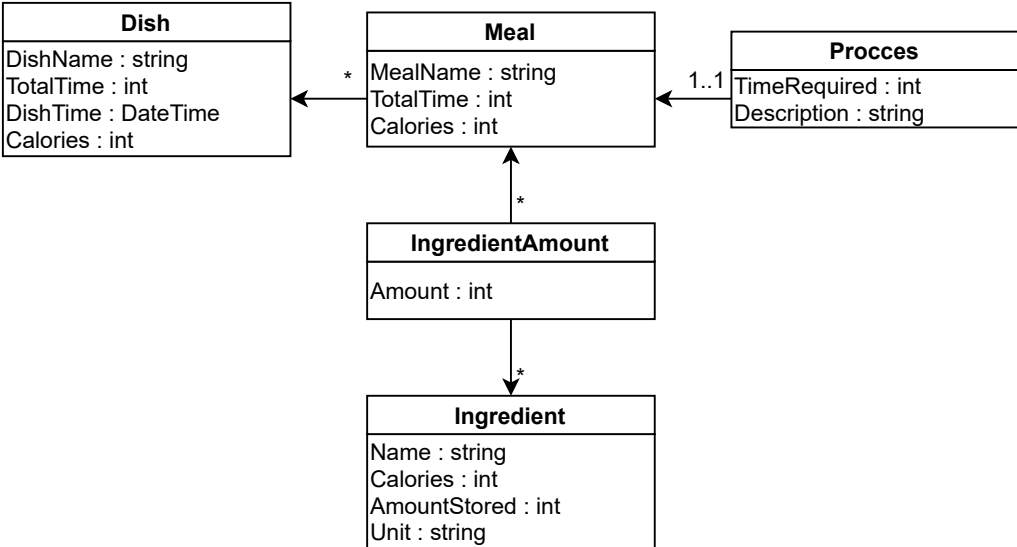 Dish
DishName : string
TotalTime : int
DishTime : DateTime
Calories : int
*
Meal
MealName : string
TotalTime : int
Calories : int
1..1
Procces
TimeRequired : int
Description : string
*
IngredientAmount
Amount : int
*
Ingredient
Name : string
Calories : int
AmountStored : int
Unit : string